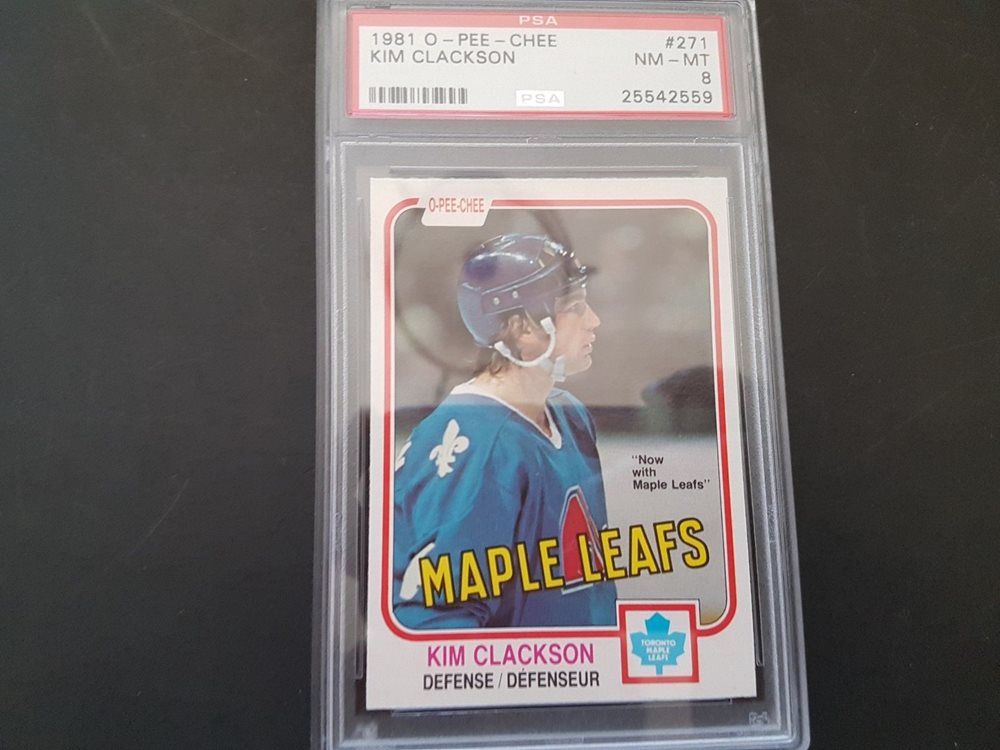 PSA
1981 O-PEE-CHEE #271
KIM CLACKSON NM-MT
8
PSA 25542559
O-PEE-CHEE
"Now
with
Maple Leafs"
MAPLE LEAFS
TORONTO
MAPLE
LEAFS
KIM CLACKSON
DEFENSE / DÉFENSEUR